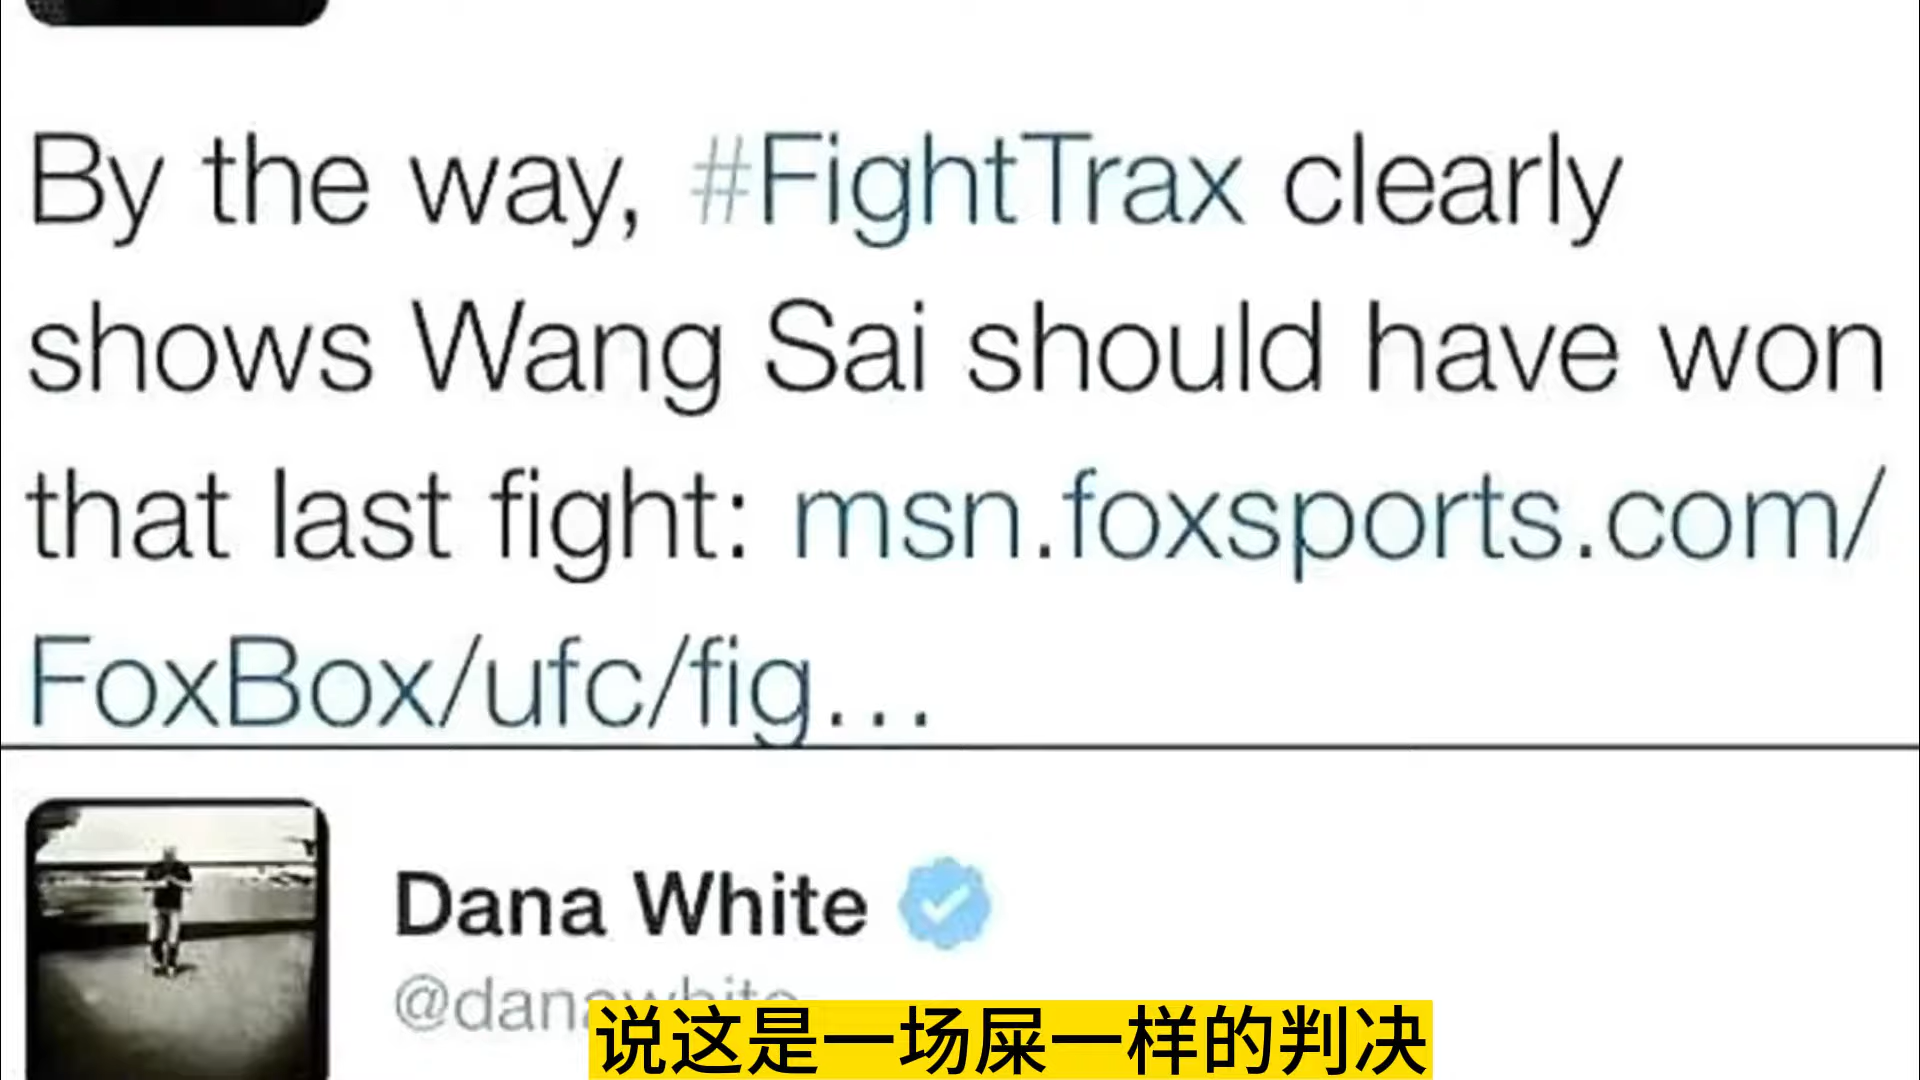 By the way, #FightTrax clearly
shows Wang Sai should have won
that last fight: msn.foxsports.com/
FoxBox/ufc/fig...
Dana White
@danawhite
说这是一场屎一样的判决